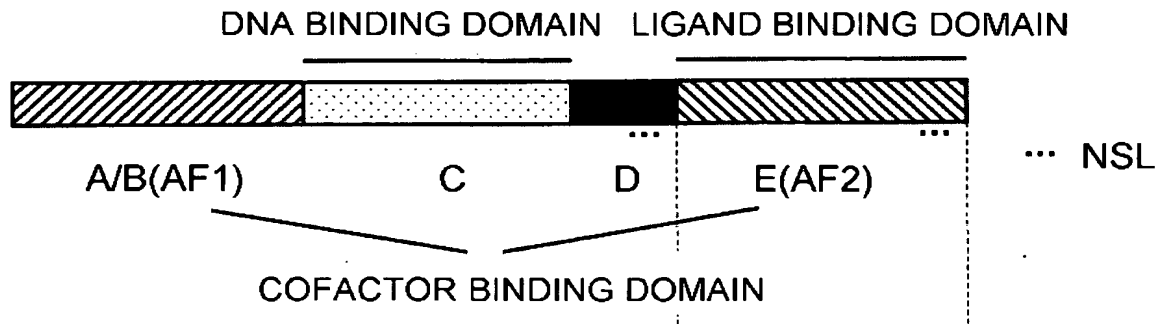 DNA BINDING DOMAIN LIGAND BINDING DOMAIN
... NSL
A/B(AF1) C D E(AF2)
COFACTOR BINDING DOMAIN